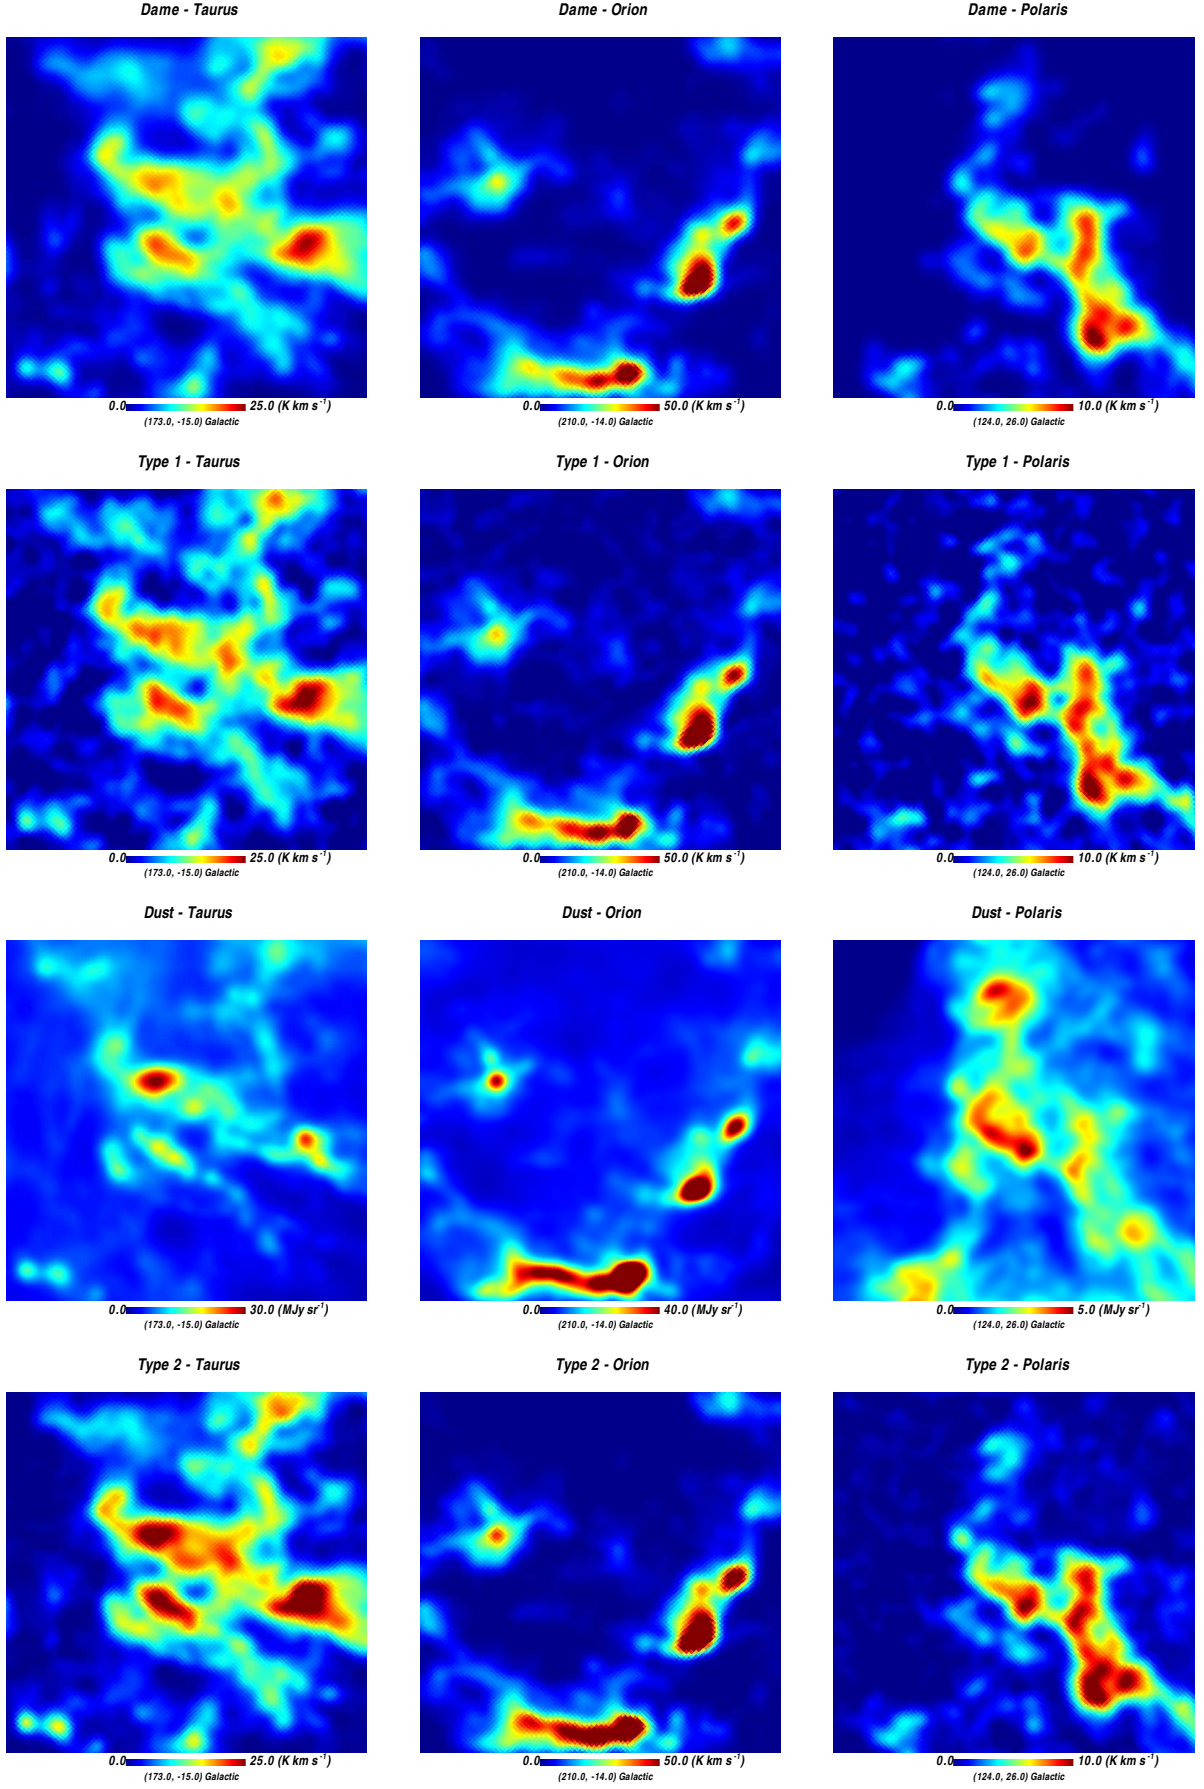 Dame - Taurus Dame - Orion Dame - Polaris
0.0 25.0 (K km s⁻¹) 0.0 50.0 (K km s⁻¹) 0.0 10.0 (K km s⁻¹)
(173.0, -15.0) Galactic (210.0, -14.0) Galactic (124.0, 26.0) Galactic
Type 1 - Taurus Type 1 - Orion Type 1 - Polaris
0.0 25.0 (K km s⁻¹) 0.0 50.0 (K km s⁻¹) 0.0 10.0 (K km s⁻¹)
(173.0, -15.0) Galactic (210.0, -14.0) Galactic (124.0, 26.0) Galactic
Dust - Taurus Dust - Orion Dust - Polaris
0.0 30.0 (MJy sr⁻¹) 0.0 40.0 (MJy sr⁻¹) 0.0 5.0 (MJy sr⁻¹)
(173.0, -15.0) Galactic (210.0, -14.0) Galactic (124.0, 26.0) Galactic
Type 2 - Taurus Type 2 - Orion Type 2 - Polaris
0.0 25.0 (K km s⁻¹) 0.0 50.0 (K km s⁻¹) 0.0 10.0 (K km s⁻¹)
(173.0, -15.0) Galactic (210.0, -14.0) Galactic (124.0, 26.0) Galactic